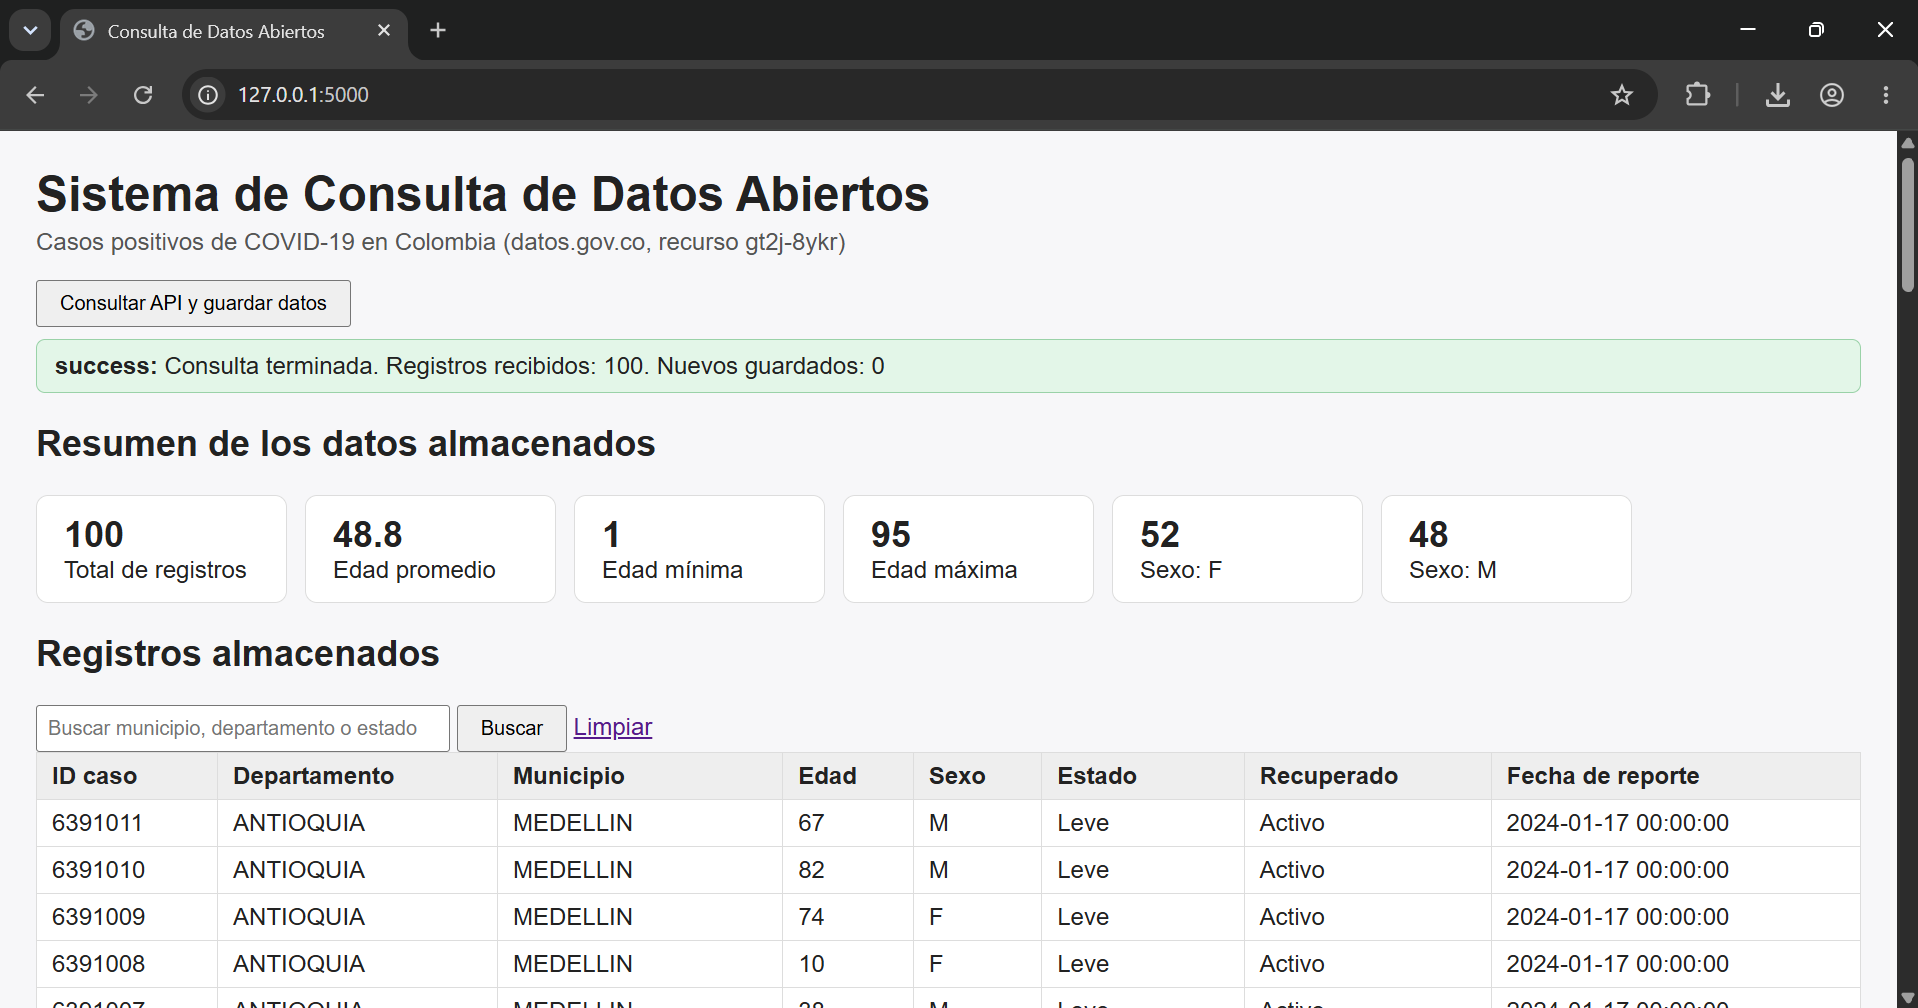 Consulta de Datos Abiertos
127.0.0.1:5000
Sistema de Consulta de Datos Abiertos
Casos positivos de COVID-19 en Colombia (datos.gov.co, recurso gt2j-8ykr)
Consultar API y guardar datos
success: Consulta terminada. Registros recibidos: 100. Nuevos guardados: 0
Resumen de los datos almacenados
100 48.8 1 95 52 48
Total de registros Edad promedio Edad mínima Edad máxima Sexo: F Sexo: M
Registros almacenados
Buscar municipio, departamento o estado Buscar Limpiar
ID caso Departamento Municipio Edad Sexo Estado Recuperado Fecha de reporte
6391011 ANTIOQUIA MEDELLIN 67 M Leve Activo 2024-01-17 00:00:00
6391010 ANTIOQUIA MEDELLIN 82 M Leve Activo 2024-01-17 00:00:00
6391009 ANTIOQUIA MEDELLIN 74 F Leve Activo 2024-01-17 00:00:00
6391008 ANTIOQUIA MEDELLIN 10 F Leve Activo 2024-01-17 00:00:00